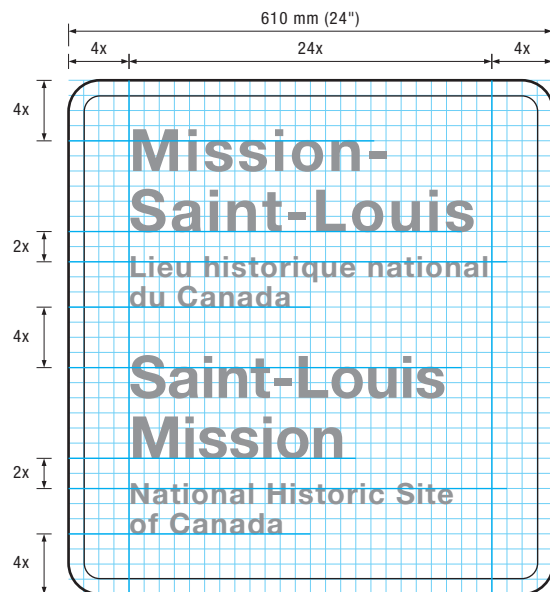 610 mm (24")
4x 24x 4x
4x
Mission-
Saint-Louis
2x
Lieu historique national
du Canada
4x
Saint-Louis
Mission
2x
National Historic Site
of Canada
4x